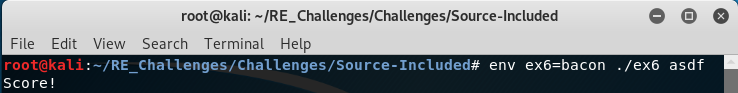 root@kali: ~/RE_Challenges/Challenges/Source-Included
File Edit View Search Terminal Help
root@kali:~/RE_Challenges/Challenges/Source-Included# env ex6=bacon ./ex6 asdf
Score!